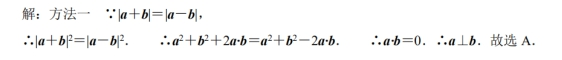 解：方法一 ∵|a＋b|＝|a－b|，
∴|a＋b|²＝|a－b|². ∴a²＋b²＋2a·b＝a²＋b²－2a·b. ∴a·b＝0. ∴a⊥b. 故选 A.